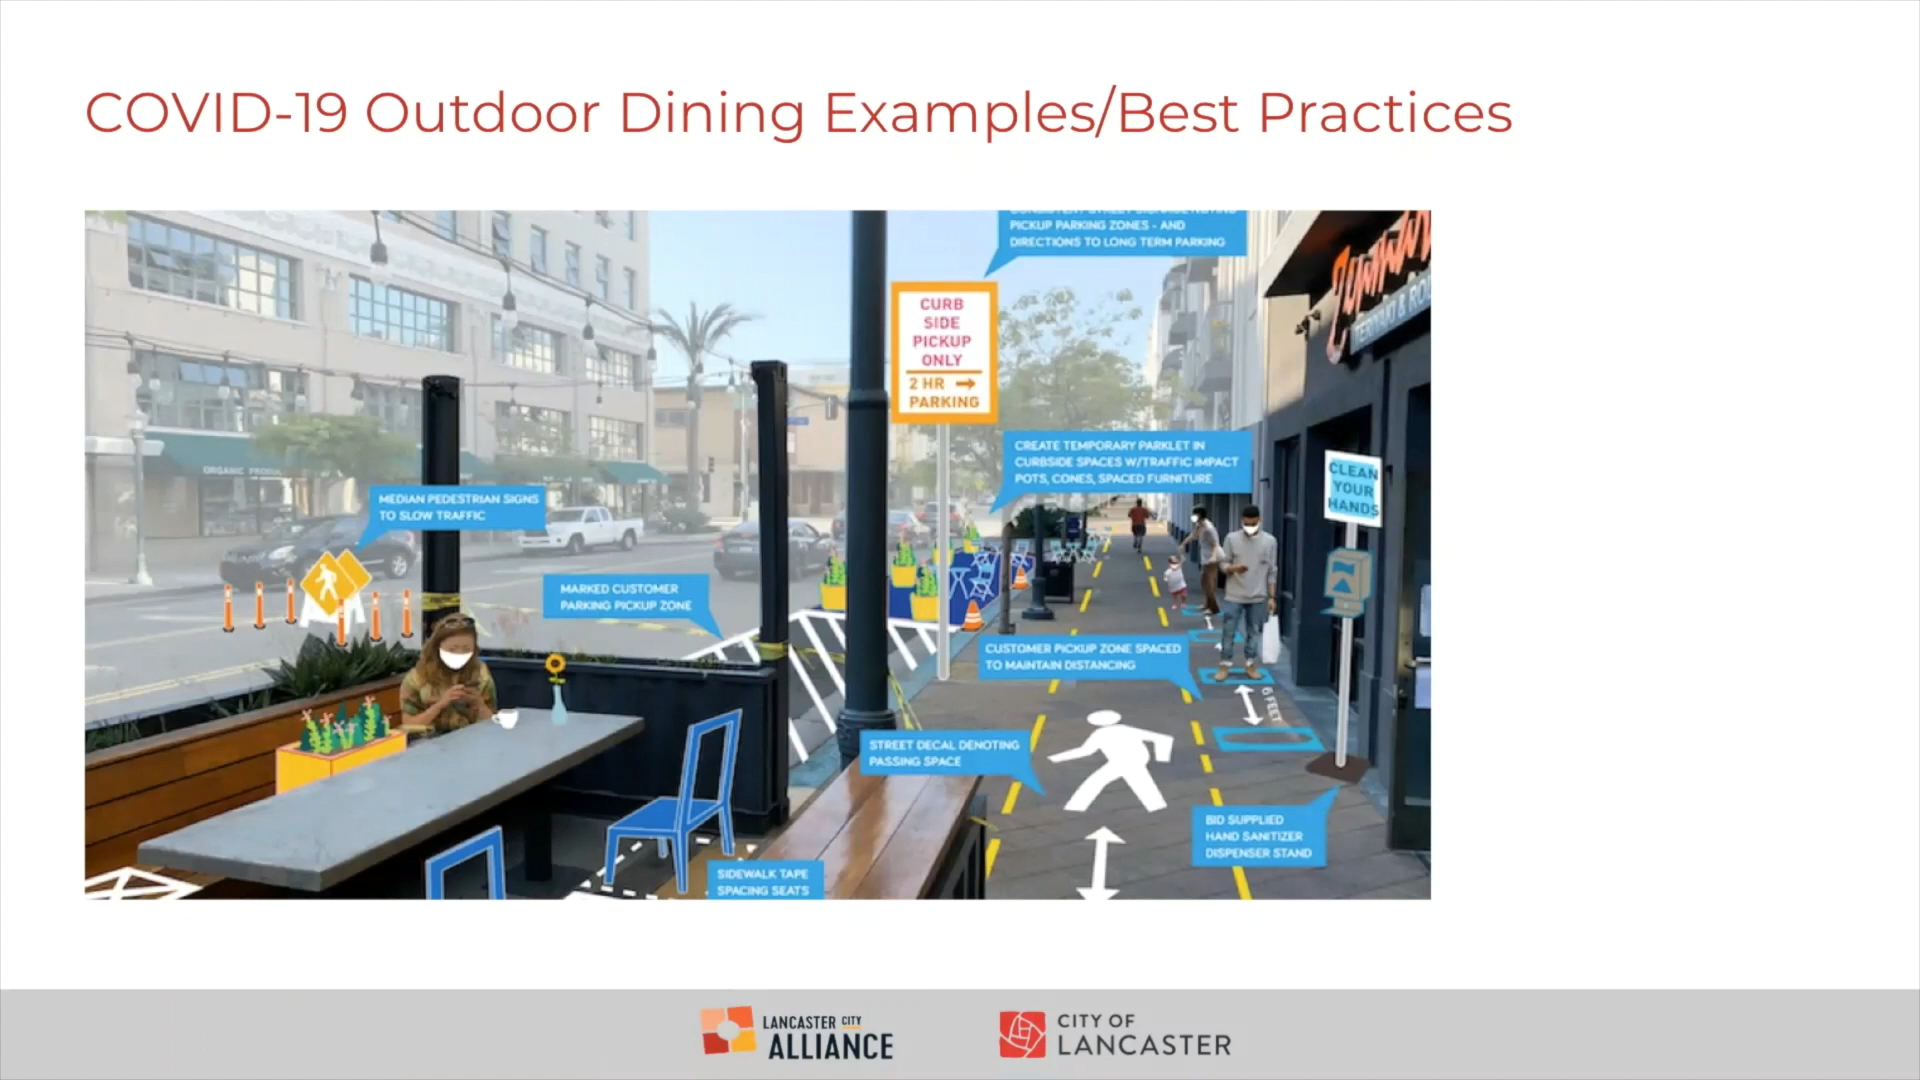 COVID-19 Outdoor Dining Examples/Best Practices
PICKUP PARKING ZONES - AND
DIRECTIONS TO LONG TERM PARKING
CURB
SIDE
PICKUP
ONLY
2 HR →
PARKING
CREATE TEMPORARY PARKLET IN
CURBSIDE SPACES W/TRAFFIC IMPACT
POTS, CONES, SPACED FURNITURE
CLEAN
YOUR
HANDS
TERIYAKI &
ORGANIC
MEDIAN PEDESTRIAN SIGNS
TO SLOW TRAFFIC
MARKED CUSTOMER
PARKING PICKUP ZONE
CUSTOMER PICKUP ZONE SPACED
TO MAINTAIN DISTANCING
6 FEET
STREET DECAL DENOTING
PASSING SPACE
BID SUPPLIED
HAND SANITIZER
DISPENSER STAND
SIDEWALK TAPE
SPACING SEATS
LANCASTER CITY
ALLIANCE
CITY OF
LANCASTER